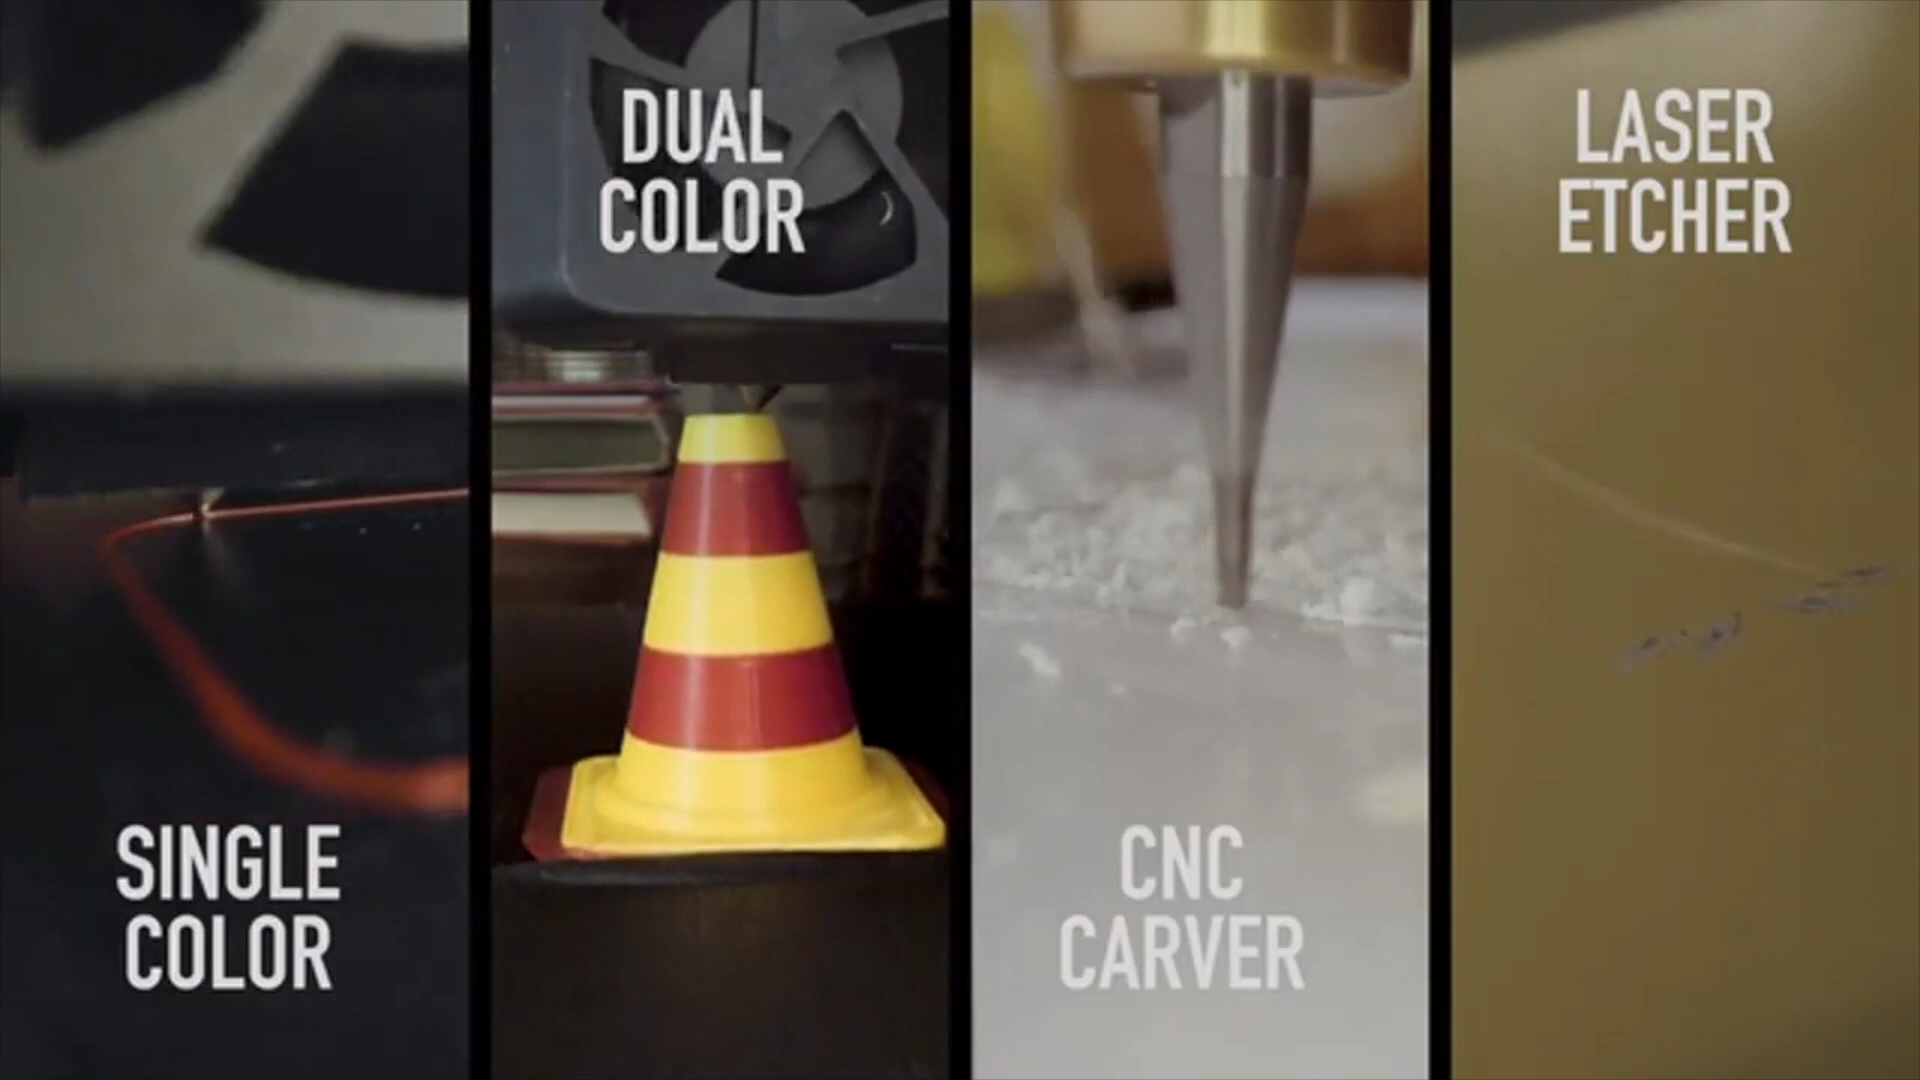 SINGLE
COLOR
DUAL
COLOR
CNC
CARVER
LASER
ETCHER